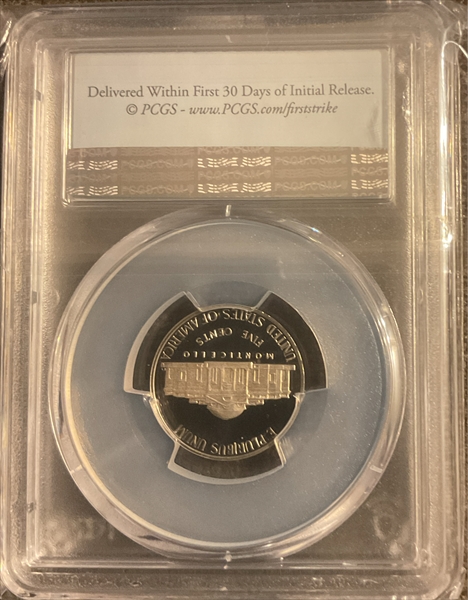 Delivered Within First 30 Days of Initial Release.
© PCGS - www.PCGS.com/firststrike
E PLURIBUS UNUM
MONTICELLO
FIVE CENTS
UNITED STATES OF AMERICA